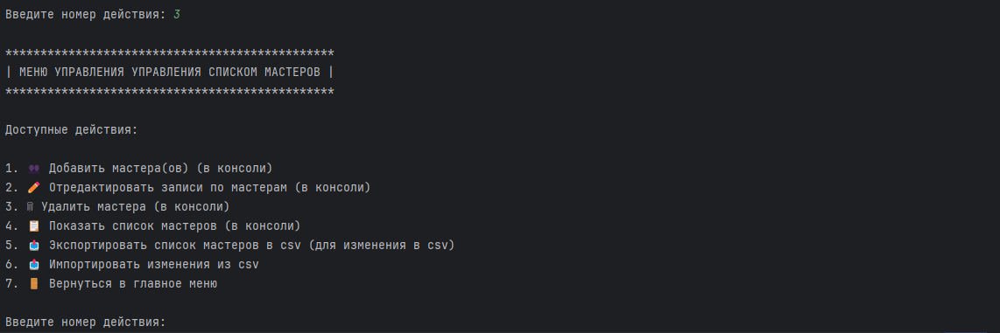 Введите номер действия: 3
***********************************************
| МЕНЮ УПРАВЛЕНИЯ УПРАВЛЕНИЯ СПИСКОМ МАСТЕРОВ |
***********************************************
Доступные действия:
1. 👥 Добавить мастера(ов) (в консоли)
2. ✏️ Отредактировать записи по мастерам (в консоли)
3. 🗑 Удалить мастера (в консоли)
4. 📋 Показать список мастеров (в консоли)
5. 📤 Экспортировать список мастеров в csv (для изменения в csv)
6. 📤 Импортировать изменения из csv
7. 🚪 Вернуться в главное меню
Введите номер действия: